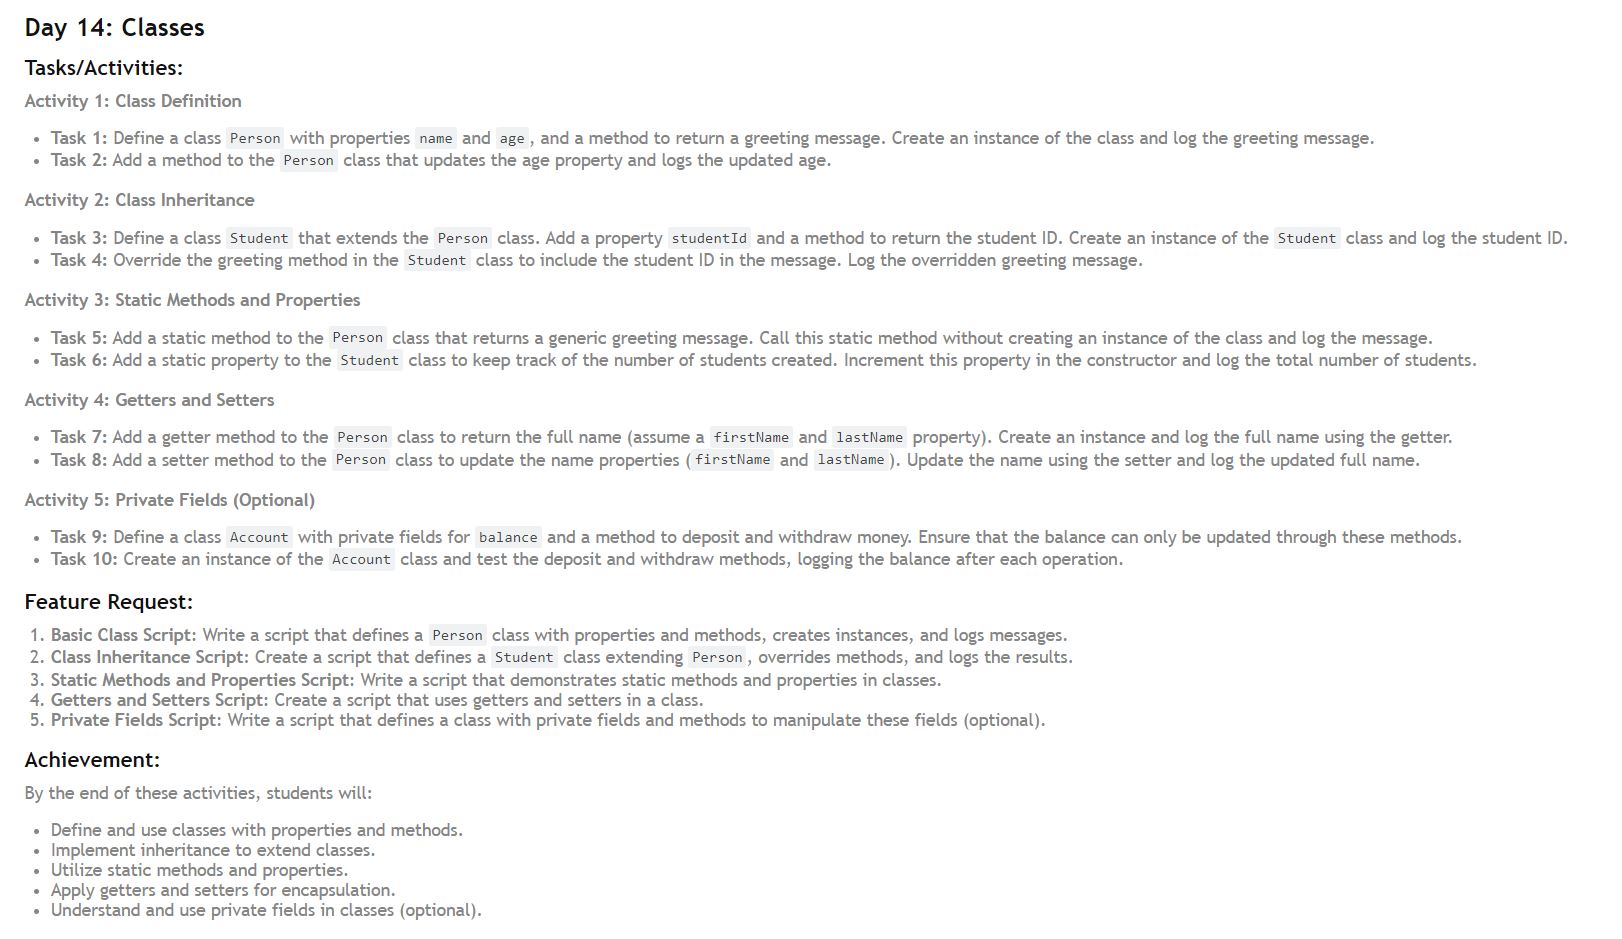 Day 14: Classes
Tasks/Activities:
Activity 1: Class Definition
• Task 1: Define a class Person with properties name and age, and a method to return a greeting message. Create an instance of the class and log the greeting message.
• Task 2: Add a method to the Person class that updates the age property and logs the updated age.
Activity 2: Class Inheritance
• Task 3: Define a class Student that extends the Person class. Add a property studentId and a method to return the student ID. Create an instance of the Student class and log the student ID.
• Task 4: Override the greeting method in the Student class to include the student ID in the message. Log the overridden greeting message.
Activity 3: Static Methods and Properties
• Task 5: Add a static method to the Person class that returns a generic greeting message. Call this static method without creating an instance of the class and log the message.
• Task 6: Add a static property to the Student class to keep track of the number of students created. Increment this property in the constructor and log the total number of students.
Activity 4: Getters and Setters
• Task 7: Add a getter method to the Person class to return the full name (assume a firstName and lastName property). Create an instance and log the full name using the getter.
• Task 8: Add a setter method to the Person class to update the name properties (firstName and lastName). Update the name using the setter and log the updated full name.
Activity 5: Private Fields (Optional)
• Task 9: Define a class Account with private fields for balance and a method to deposit and withdraw money. Ensure that the balance can only be updated through these methods.
• Task 10: Create an instance of the Account class and test the deposit and withdraw methods, logging the balance after each operation.
Feature Request:
1. Basic Class Script: Write a script that defines a Person class with properties and methods, creates instances, and logs messages.
2. Class Inheritance Script: Create a script that defines a Student class extending Person, overrides methods, and logs the results.
3. Static Methods and Properties Script: Write a script that demonstrates static methods and properties in classes.
4. Getters and Setters Script: Create a script that uses getters and setters in a class.
5. Private Fields Script: Write a script that defines a class with private fields and methods to manipulate these fields (optional).
Achievement:
By the end of these activities, students will:
• Define and use classes with properties and methods.
• Implement inheritance to extend classes.
• Utilize static methods and properties.
• Apply getters and setters for encapsulation.
• Understand and use private fields in classes (optional).